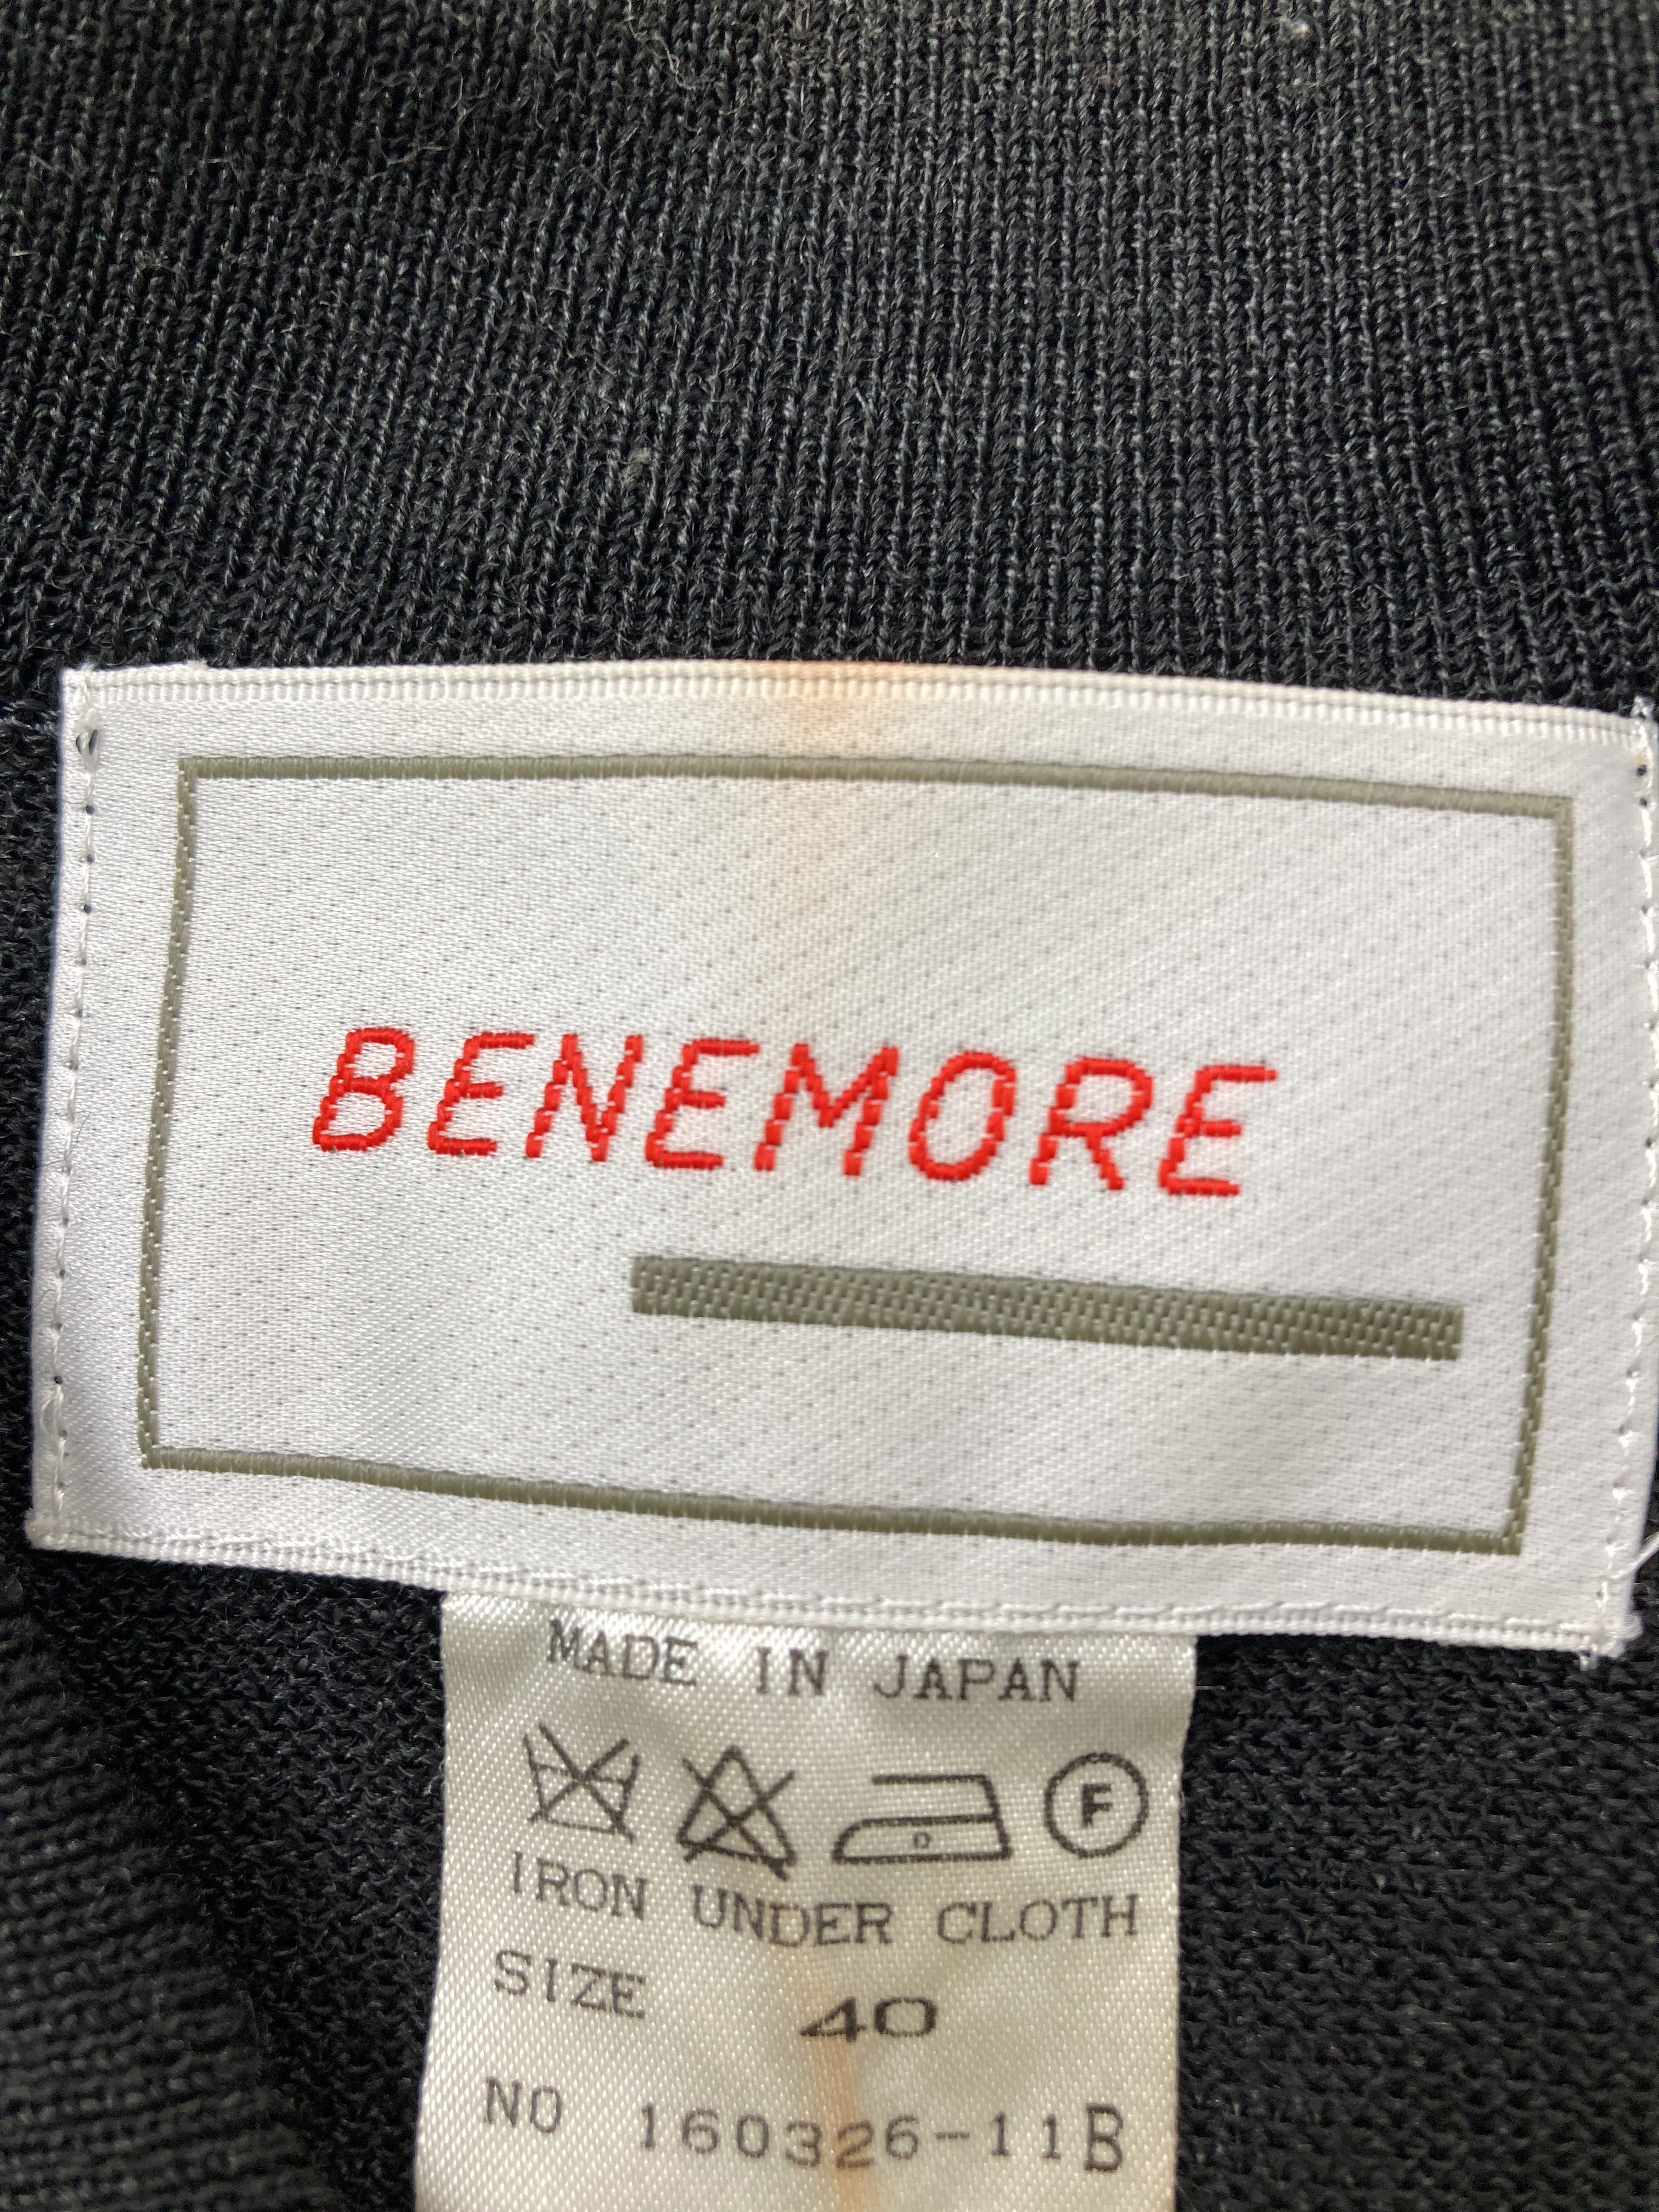 BENEMORE
MADE IN JAPAN
D
F
IRON UNDER CLOTH
SIZE 40
NO 160326-11B